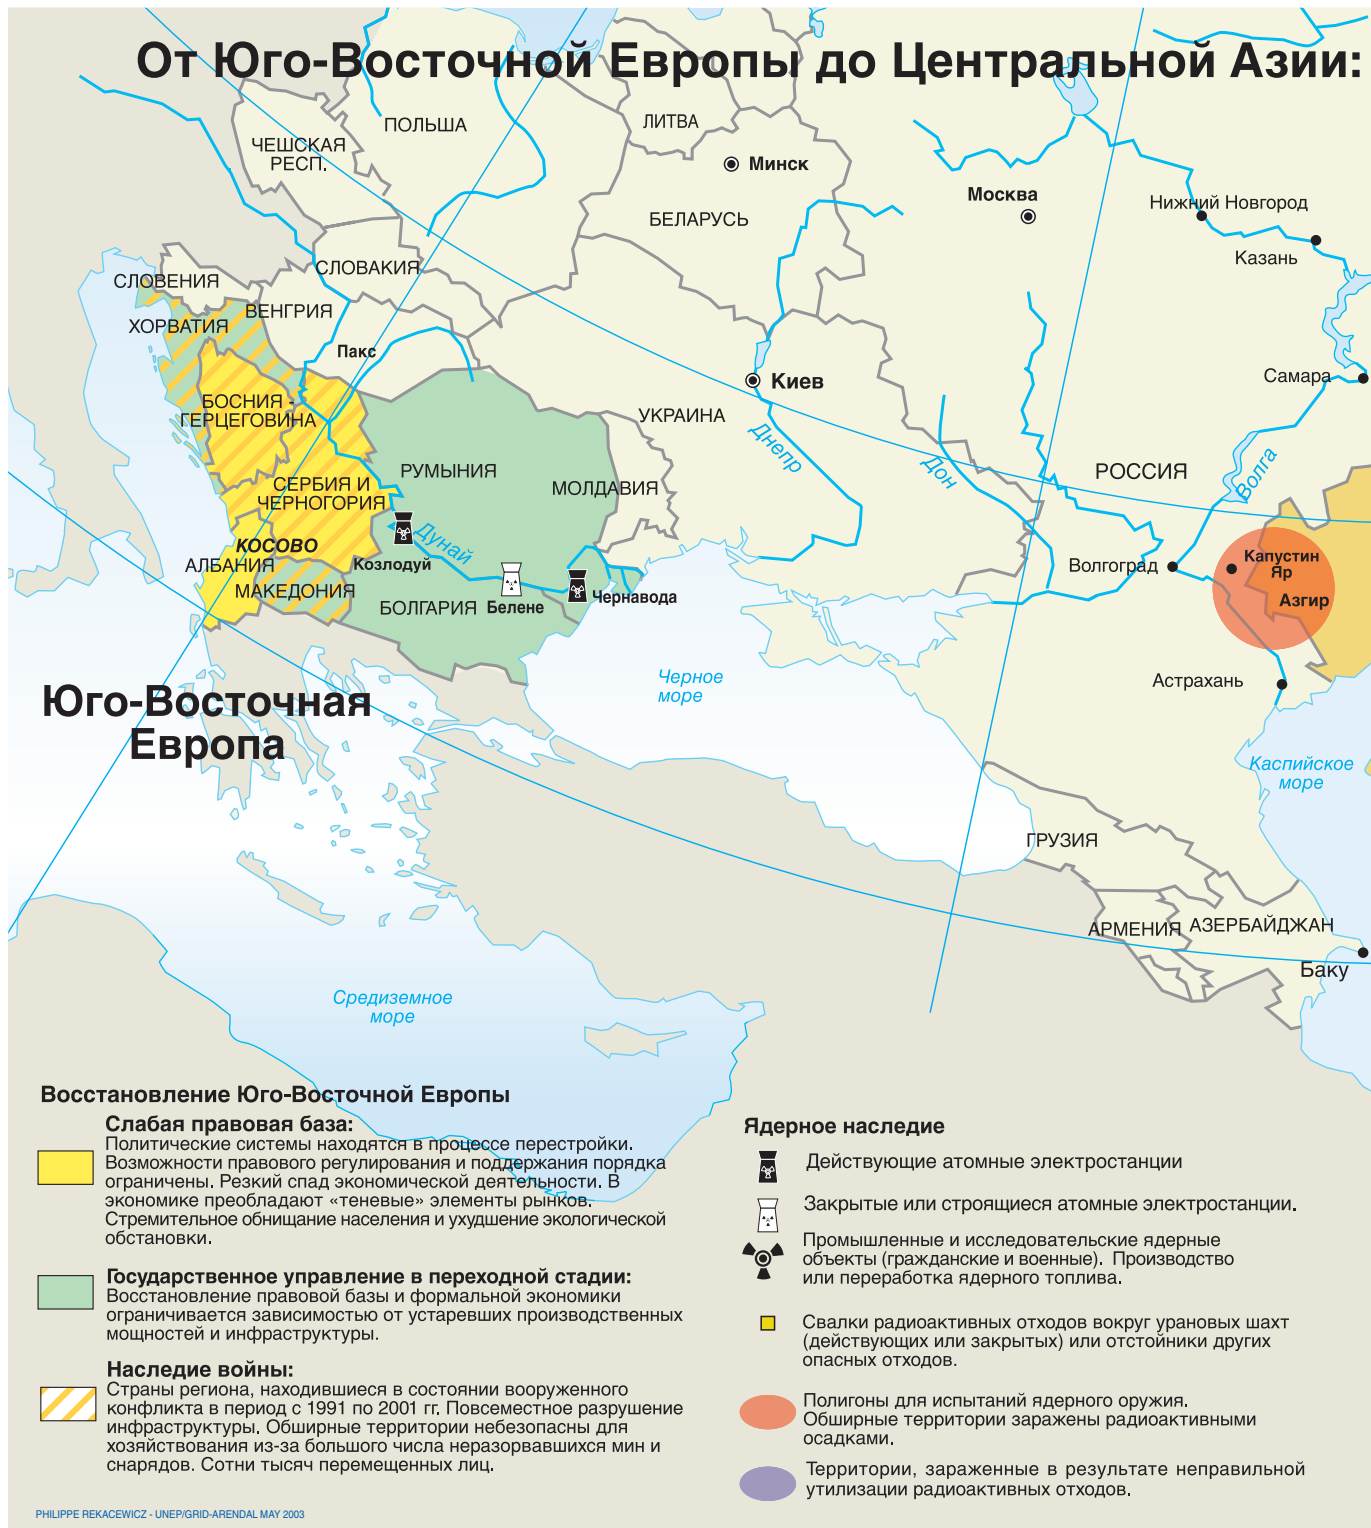 От Юго-Восточной Европы до Центральной Азии:
ПОЛЬША
ЛИТВА
ЧЕШСКАЯ
РЕСП.
Минск
Москва
Нижний Новгород
БЕЛАРУСЬ
Казань
СЛОВАКИЯ
СЛОВЕНИЯ
ВЕНГРИЯ
ХОРВАТИЯ
Пакс
Киев
Самара
БОСНИЯ -
ГЕРЦЕГОВИНА
УКРАИНА
Днепр
Дон
Волга
РУМЫНИЯ
РОССИЯ
МОЛДАВИЯ
СЕРБИЯ И
ЧЕРНОГОРИЯ
Дунай
КОСОВО
Козлодуй
АЛБАНИЯ
МАКЕДОНИЯ
БОЛГАРИЯ
Белене
Чернавода
Волгоград
Капустин
Яр
Азгир
Черное
море
Астрахань
Юго-Восточная
Европа
Каспийское
море
ГРУЗИЯ
АРМЕНИЯ
АЗЕРБАЙДЖАН
Баку
Средиземное
море
Восстановление Юго-Восточной Европы
Слабая правовая база:
Политические системы находятся в процессе перестройки.
Возможности правового регулирования и поддержания порядка
ограничены. Резкий спад экономической деятельности. В
экономике преобладают «теневые» элементы рынков.
Стремительное обнищание населения и ухудшение экологической
обстановки.
Государственное управление в переходной стадии:
Восстановление правовой базы и формальной экономики
ограничивается зависимостью от устаревших производственных
мощностей и инфраструктуры.
Наследие войны:
Страны региона, находившиеся в состоянии вооруженного
конфликта в период с 1991 по 2001 гг. Повсеместное разрушение
инфраструктуры. Обширные территории небезопасны для
хозяйствования из-за большого числа неразорвавшихся мин и
снарядов. Сотни тысяч перемещенных лиц.
Ядерное наследие
Действующие атомные электростанции
Закрытые или строящиеся атомные электростанции.
Промышленные и исследовательские ядерные
объекты (гражданские и военные). Производство
или переработка ядерного топлива.
Свалки радиоактивных отходов вокруг урановых шахт
(действующих или закрытых) или отстойники других
опасных отходов.
Полигоны для испытаний ядерного оружия.
Обширные территории заражены радиоактивными
осадками.
Территории, зараженные в результате неправильной
утилизации радиоактивных отходов.
PHILIPPE REKACEWICZ - UNEP/GRID-ARENDAL MAY 2003